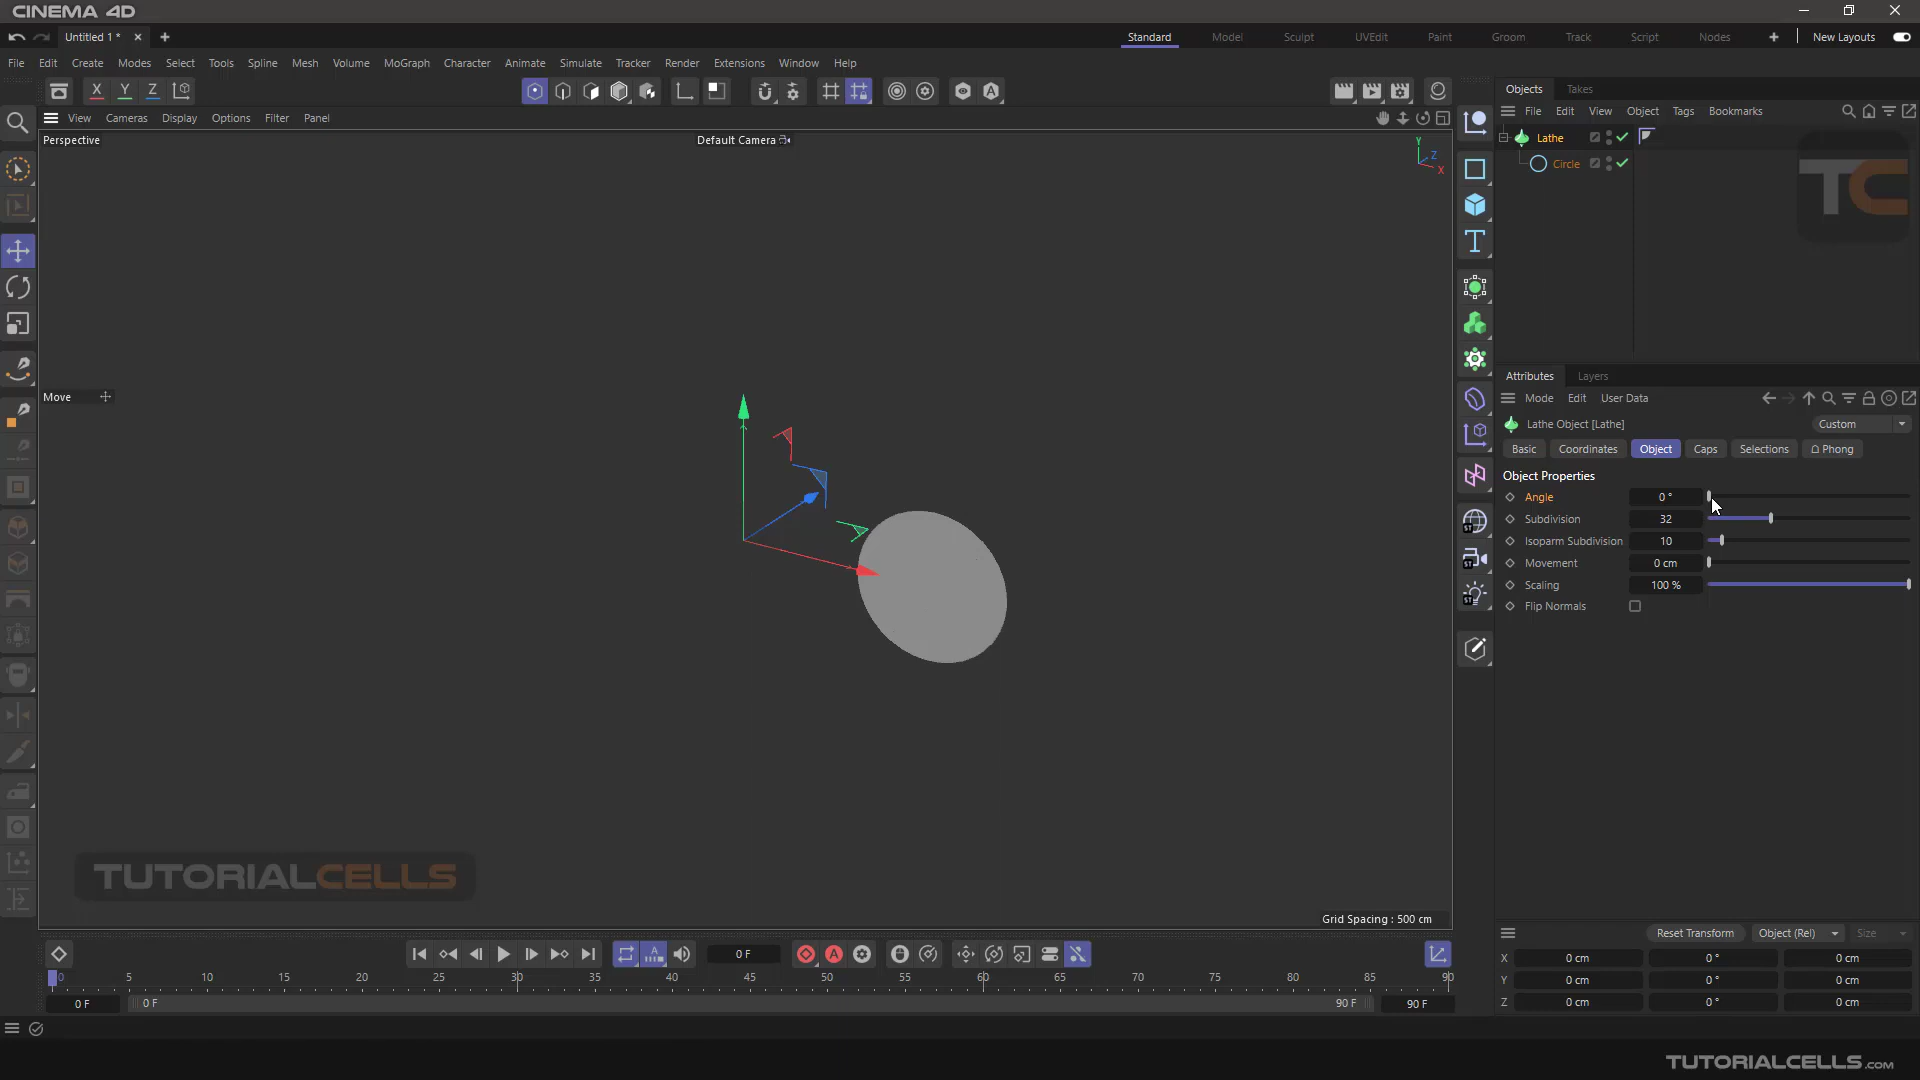 CINEMA 4D
Untitled 1 *
Standard Model Sculpt UVEdit Paint Groom Track Script Nodes New Layouts
File Edit Create Modes Select Tools Spline Mesh Volume MoGraph Character Animate Simulate Tracker Render Extensions Window Help
X Y Z
View Cameras Display Options Filter Panel
Perspective
Default Camera
Y
Z
X
Move
Grid Spacing : 500 cm
Objects Takes
File Edit View Object Tags Bookmarks
Lathe
Circle
TC
Attributes Layers
Mode Edit User Data
Lathe Object [Lathe]
Custom
Basic Coordinates Object Caps Selections Phong
Object Properties
Angle 0 °
Subdivision 32
Isoparm Subdivision 10
Movement 0 cm
Scaling 100 %
Flip Normals
TUTORIALCELLS
Reset Transform Object (Rel) Size
X 0 cm 0 ° 0 cm
Y 0 cm 0 ° 0 cm
Z 0 cm 0 ° 0 cm
0 F
0 5 10 15 20 25 30 35 40 45 50 55 60 65 70 75 80 85 90
0 F 0 F 90 F 90 F
TUTORIALCELLS.COM